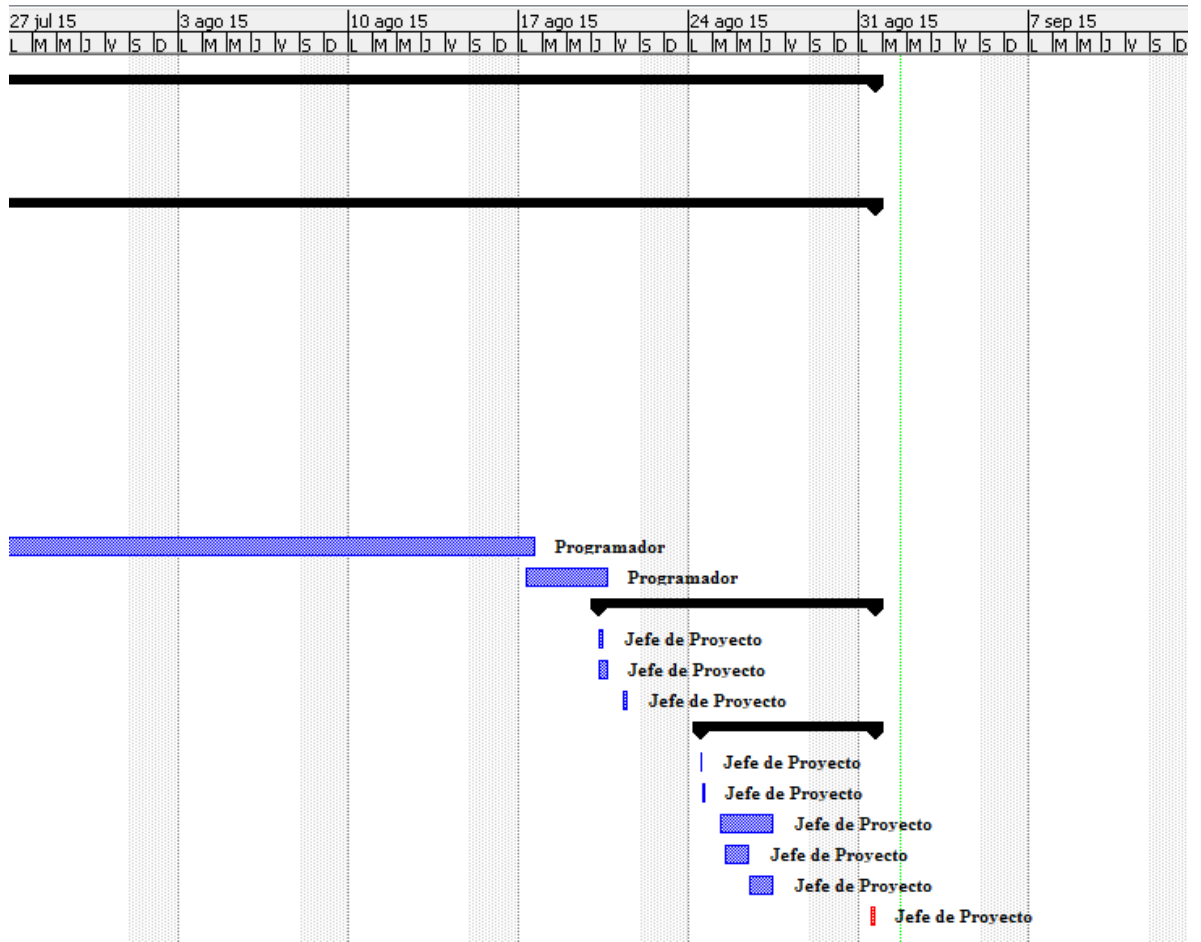 27 jul 15 3 ago 15 10 ago 15 17 ago 15 24 ago 15 31 ago 15 7 sep 15
L M M J V S D L M M J V S D L M M J V S D L M M J V S D L M M J V S D L M M J V S D L M M J V S D
Programador
Programador
Jefe de Proyecto
Jefe de Proyecto
Jefe de Proyecto
Jefe de Proyecto
Jefe de Proyecto
Jefe de Proyecto
Jefe de Proyecto
Jefe de Proyecto
Jefe de Proyecto